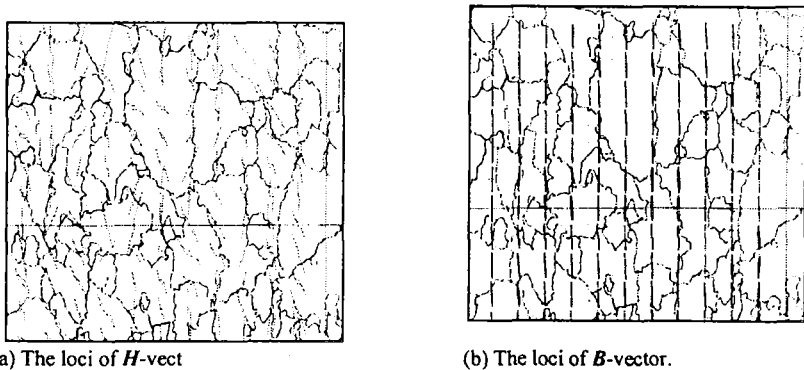 a) The loci of H-vect
(b) The loci of B-vector.